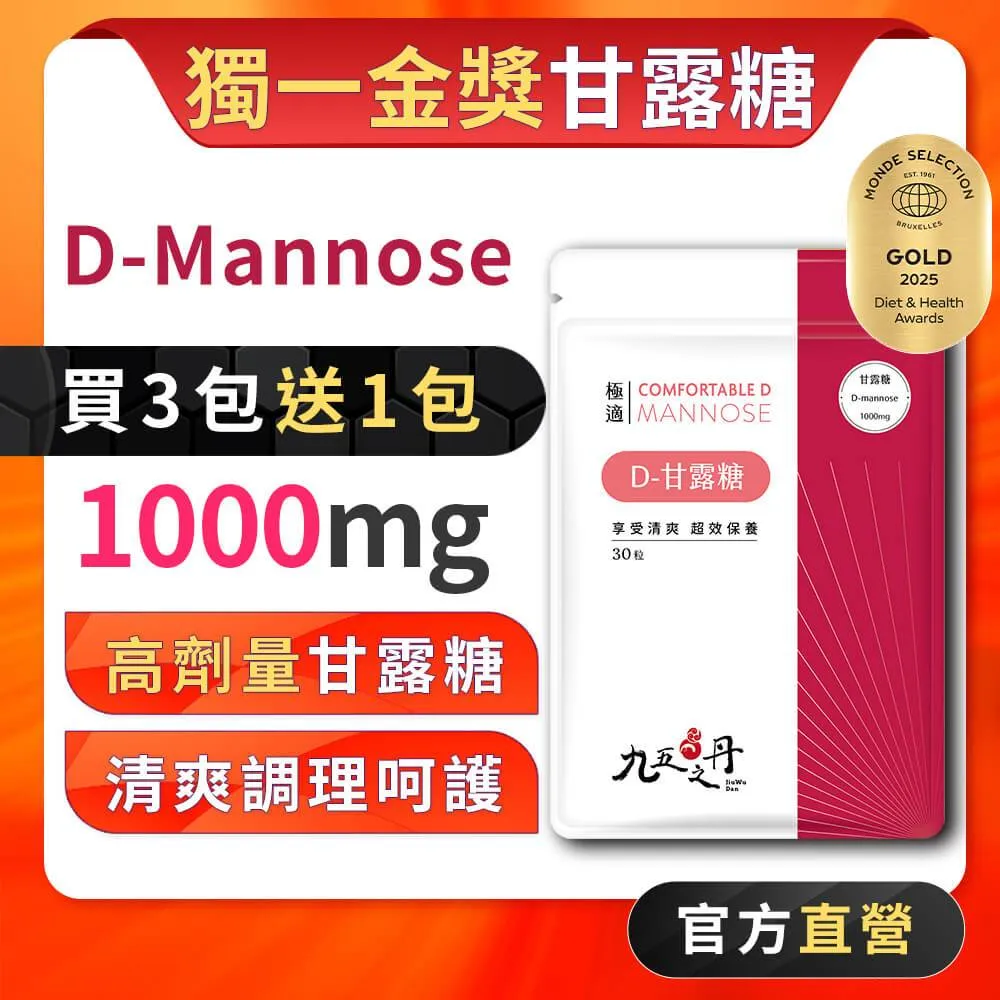 獨一金獎甘露糖
MONDE SELECTION
EST. 1961
BRUXELLES
GOLD
2025
Diet & Health
Awards
D-Mannose
買3包送1包
1000mg
高劑量甘露糖
清爽調理呵護
極適
COMFORTABLE D
MANNOSE
甘露糖
D-mannose
1000mg
D-甘露糖
享受清爽 超效保養
30粒
九五之丹
JiuWu
Dan
官方直營